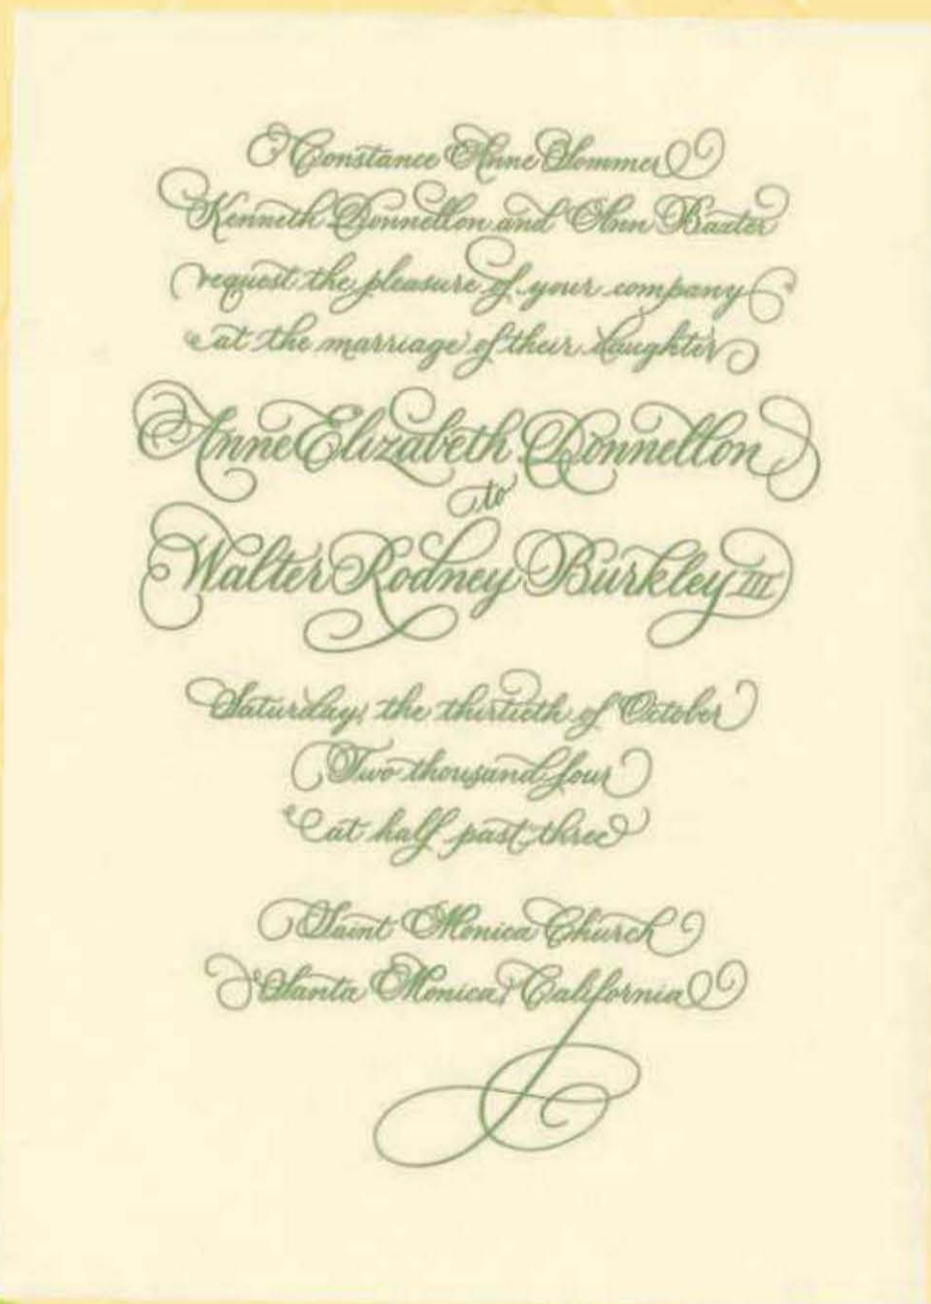 Constance Anne Sommer
Kenneth Donnellon and Ann Baxter
request the pleasure of your company
at the marriage of their daughter
Anne Elizabeth Donnellon
to
Walter Rodney Burkley III
Saturday, the thirtieth of October
Two thousand four
at half past three
Saint Monica Church
Santa Monica, California